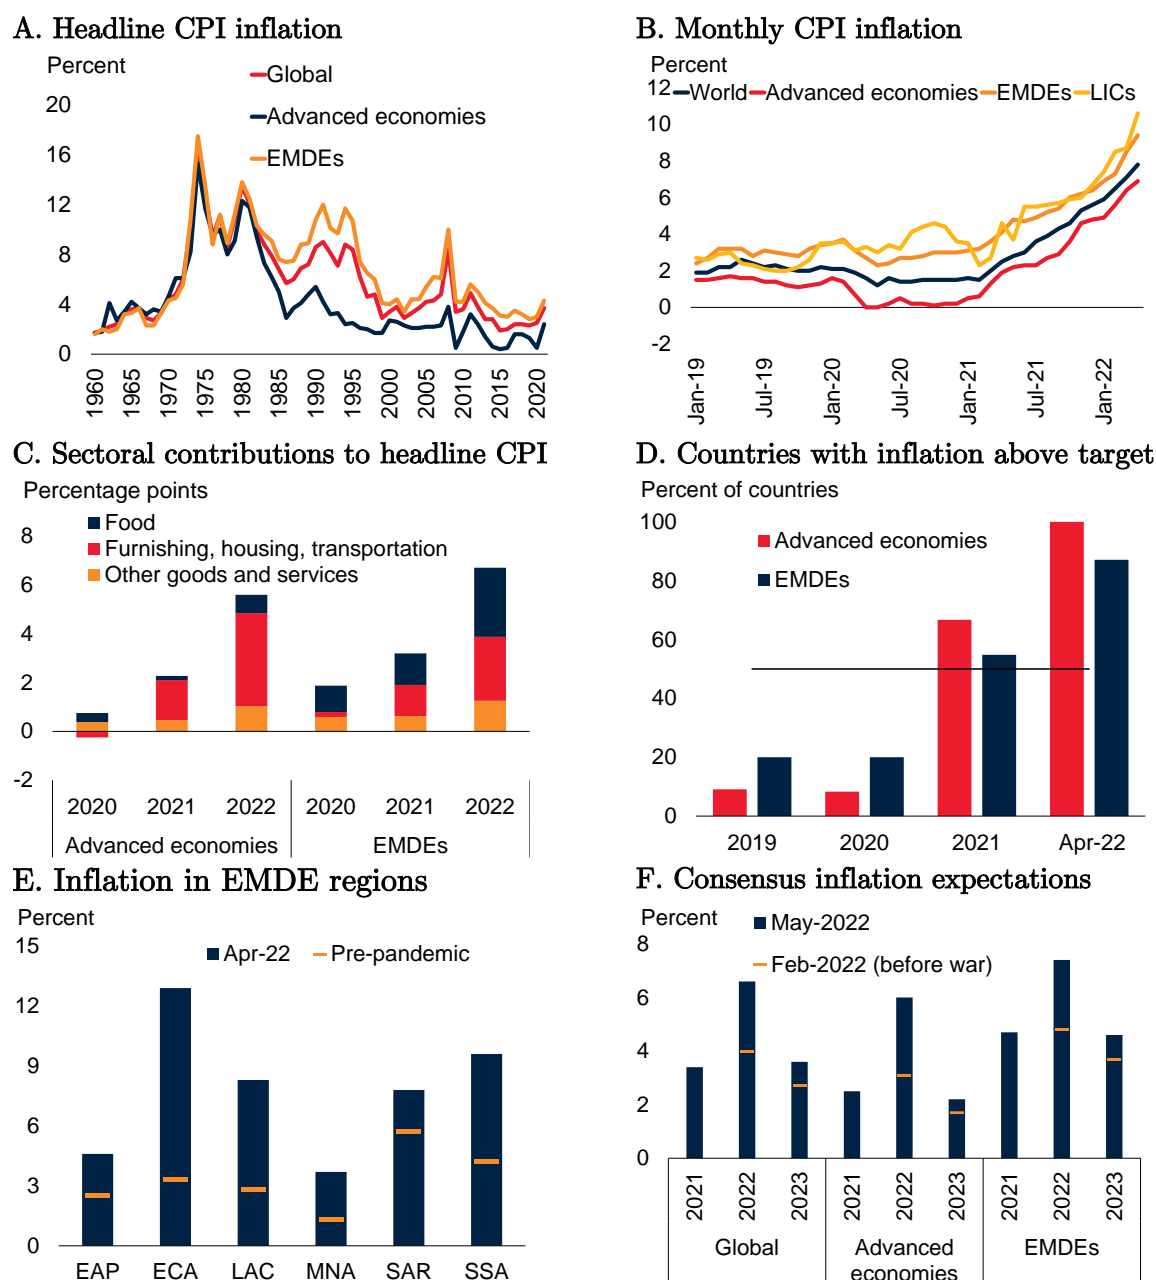 A. Headline CPI inflation
Percent
Global
Advanced economies
EMDEs
20
16
12
8
4
0
1960
1965
1970
1975
1980
1985
1990
1995
2000
2005
2010
2015
2020
B. Monthly CPI inflation
Percent
World Advanced economies EMDEs LICs
12
10
8
6
4
2
0
-2
Jan-19
Jul-19
Jan-20
Jul-20
Jan-21
Jul-21
Jan-22
C. Sectoral contributions to headline CPI
Percentage points
Food
Furnishing, housing, transportation
Other goods and services
8
6
4
2
0
-2
2020 2021 2022 2020 2021 2022
Advanced economies EMDEs
D. Countries with inflation above target
Percent of countries
Advanced economies
EMDEs
100
80
60
40
20
0
2019 2020 2021 Apr-22
E. Inflation in EMDE regions
Percent
Apr-22 Pre-pandemic
15
12
9
6
3
0
EAP ECA LAC MNA SAR SSA
F. Consensus inflation expectations
Percent
May-2022
Feb-2022 (before war)
8
6
4
2
0
2021
2022
2023
2021
2022
2023
2021
2022
2023
Global Advanced EMDEs
economies